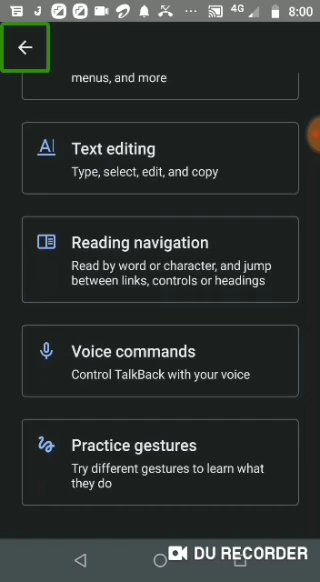 4G 8:00
menus, and more
Text editing
Type, select, edit, and copy
Reading navigation
Read by word or character, and jump
between links, controls or headings
Voice commands
Control TalkBack with your voice
Practice gestures
Try different gestures to learn what
they do
DU RECORDER